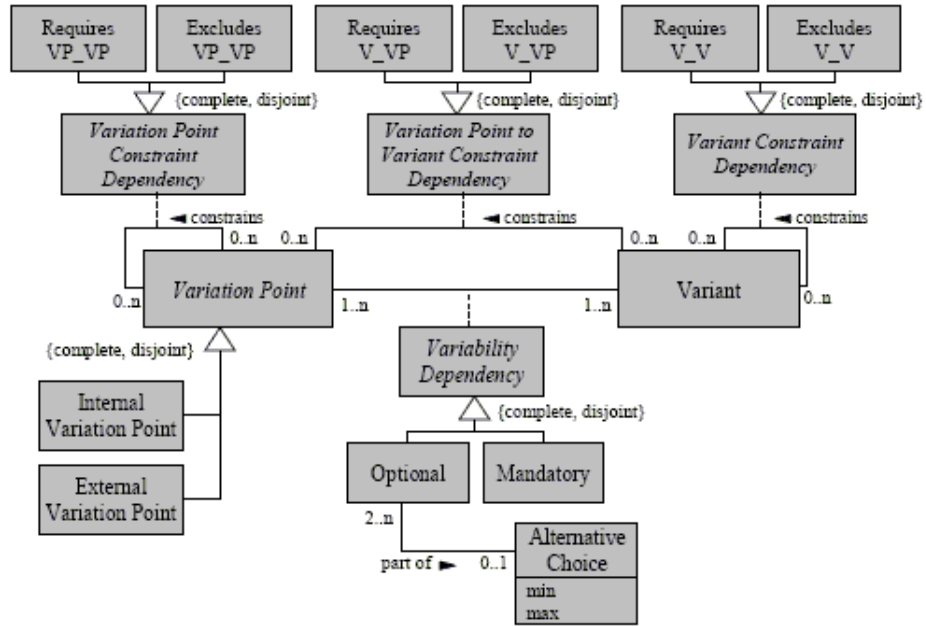 Requires
VP_VP
Excludes
VP_VP
Requires
V_VP
Excludes
V_VP
Requires
V_V
Excludes
V_V
{complete, disjoint}
{complete, disjoint}
{complete, disjoint}
Variation Point
Constraint
Dependency
Variation Point to
Variant Constraint
Dependency
Variant Constraint
Dependency
◄ constrains
◄ constrains
◄ constrains
0..n
0..n
0..n
0..n
Variation Point
Variant
0..n
1..n
1..n
0..n
{complete, disjoint}
Variability
Dependency
Internal
Variation Point
{complete, disjoint}
Optional
Mandatory
External
Variation Point
2..n
part of ►
0..1
Alternative
Choice
min
max